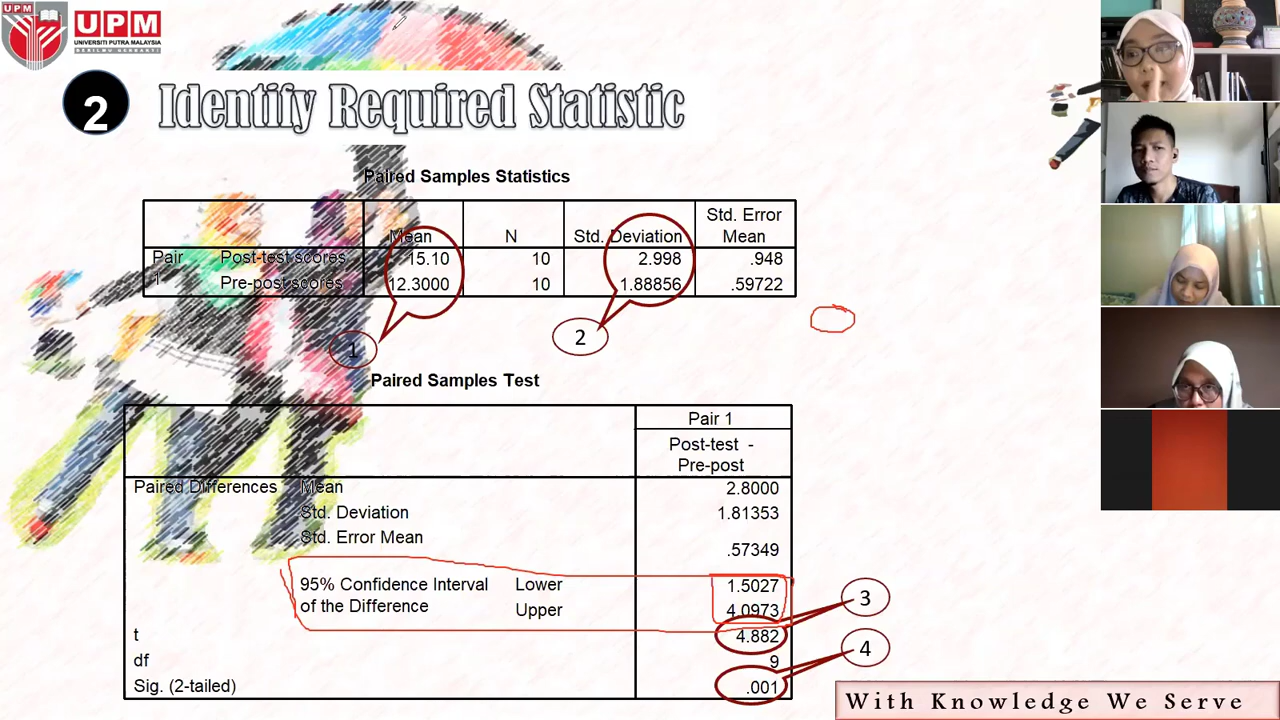 UPM
UPM
UNIVERSITI PUTRA MALAYSIA
BERILMU BERBAKTI
2 Identify Required Statistic
Paired Samples Statistics
Mean N Std. Deviation Std. Error Mean
Pair 1 Post-test scores 15.10 10 2.998 .948
Pre-post scores 12.3000 10 1.88856 .59722
1 2
Paired Samples Test
Pair 1
Post-test -
Pre-post
Paired Differences Mean 2.8000
Std. Deviation 1.81353
Std. Error Mean .57349
95% Confidence Interval Lower 1.5027
of the Difference Upper 4.0973
3
t 4.882
4
df 9
Sig. (2-tailed) .001
With Knowledge We Serve